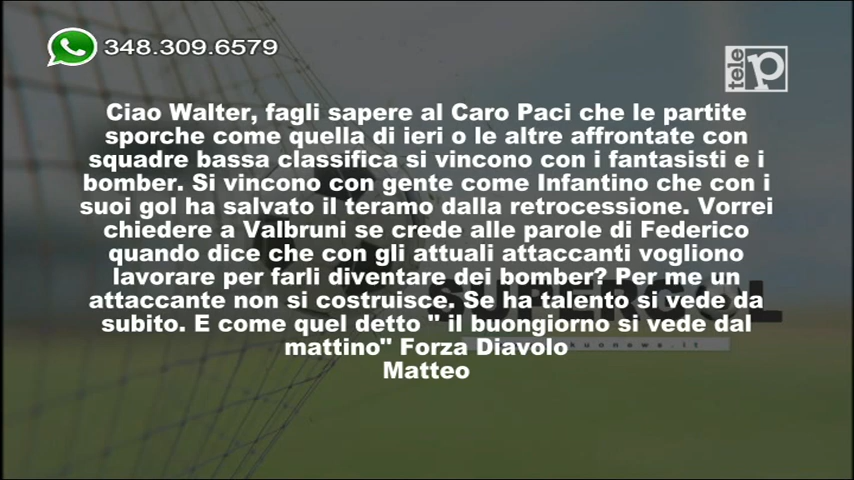 348.309.6579
tele p
Ciao Walter, fagli sapere al Caro Paci che le partite
sporche come quella di ieri o le altre affrontate con
squadre bassa classifica si vincono con i fantasisti e i
bomber. Si vincono con gente come Infantino che con i
suoi gol ha salvato il teramo dalla retrocessione. Vorrei
chiedere a Valbruni se crede alle parole di Federico
quando dice che con gli attuali attaccanti vogliono
lavorare per farli diventare dei bomber? Per me un
attaccante non si costruisce. Se ha talento si vede da
subito. E come quel detto " il buongiorno si vede dal
mattino" Forza Diavolo
Matteo
SUPERGOL